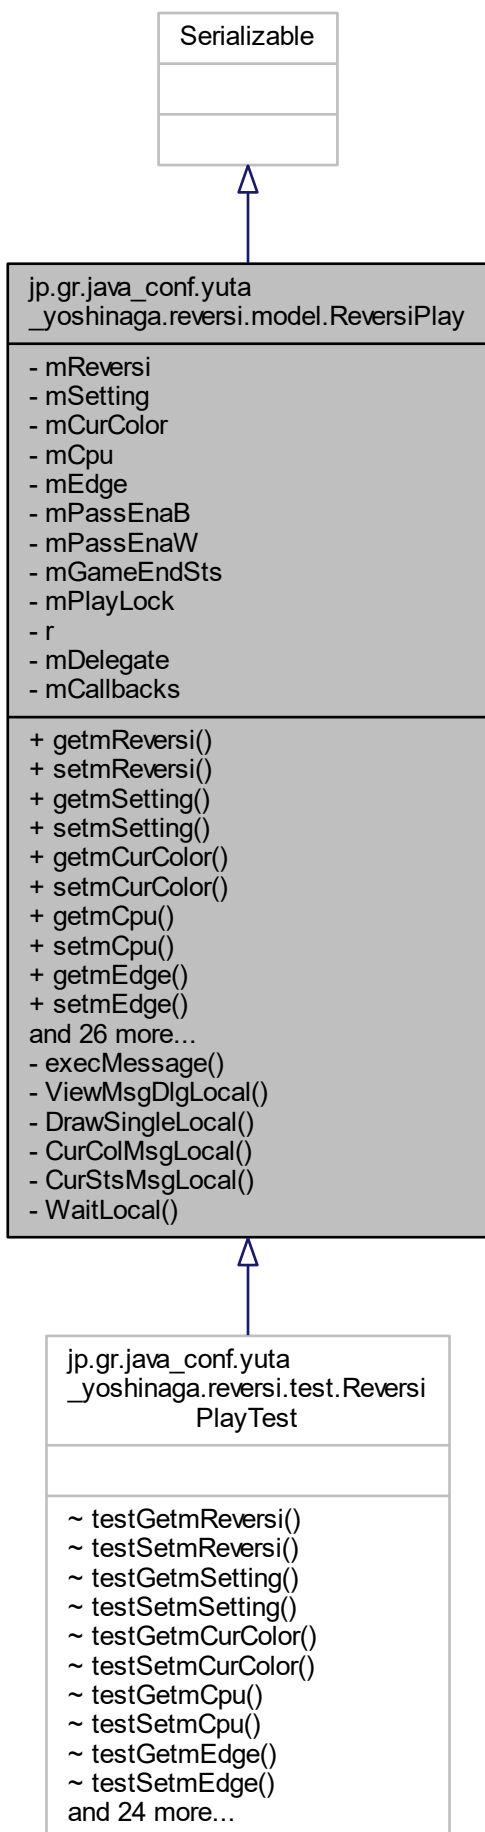 Serializable
jp.gr.java_conf.yuta
_yoshinaga.reversi.model.ReversiPlay
- mReversi
- mSetting
- mCurColor
- mCpu
- mEdge
- mPassEnaB
- mPassEnaW
- mGameEndSts
- mPlayLock
- r
- mDelegate
- mCallbacks
+ getmReversi()
+ setmReversi()
+ getmSetting()
+ setmSetting()
+ getmCurColor()
+ setmCurColor()
+ getmCpu()
+ setmCpu()
+ getmEdge()
+ setmEdge()
and 26 more...
- execMessage()
- ViewMsgDlgLocal()
- DrawSingleLocal()
- CurColMsgLocal()
- CurStsMsgLocal()
- WaitLocal()
jp.gr.java_conf.yuta
_yoshinaga.reversi.test.Reversi
PlayTest
~ testGetmReversi()
~ testSetmReversi()
~ testGetmSetting()
~ testSetmSetting()
~ testGetmCurColor()
~ testSetmCurColor()
~ testGetmCpu()
~ testSetmCpu()
~ testGetmEdge()
~ testSetmEdge()
and 24 more...